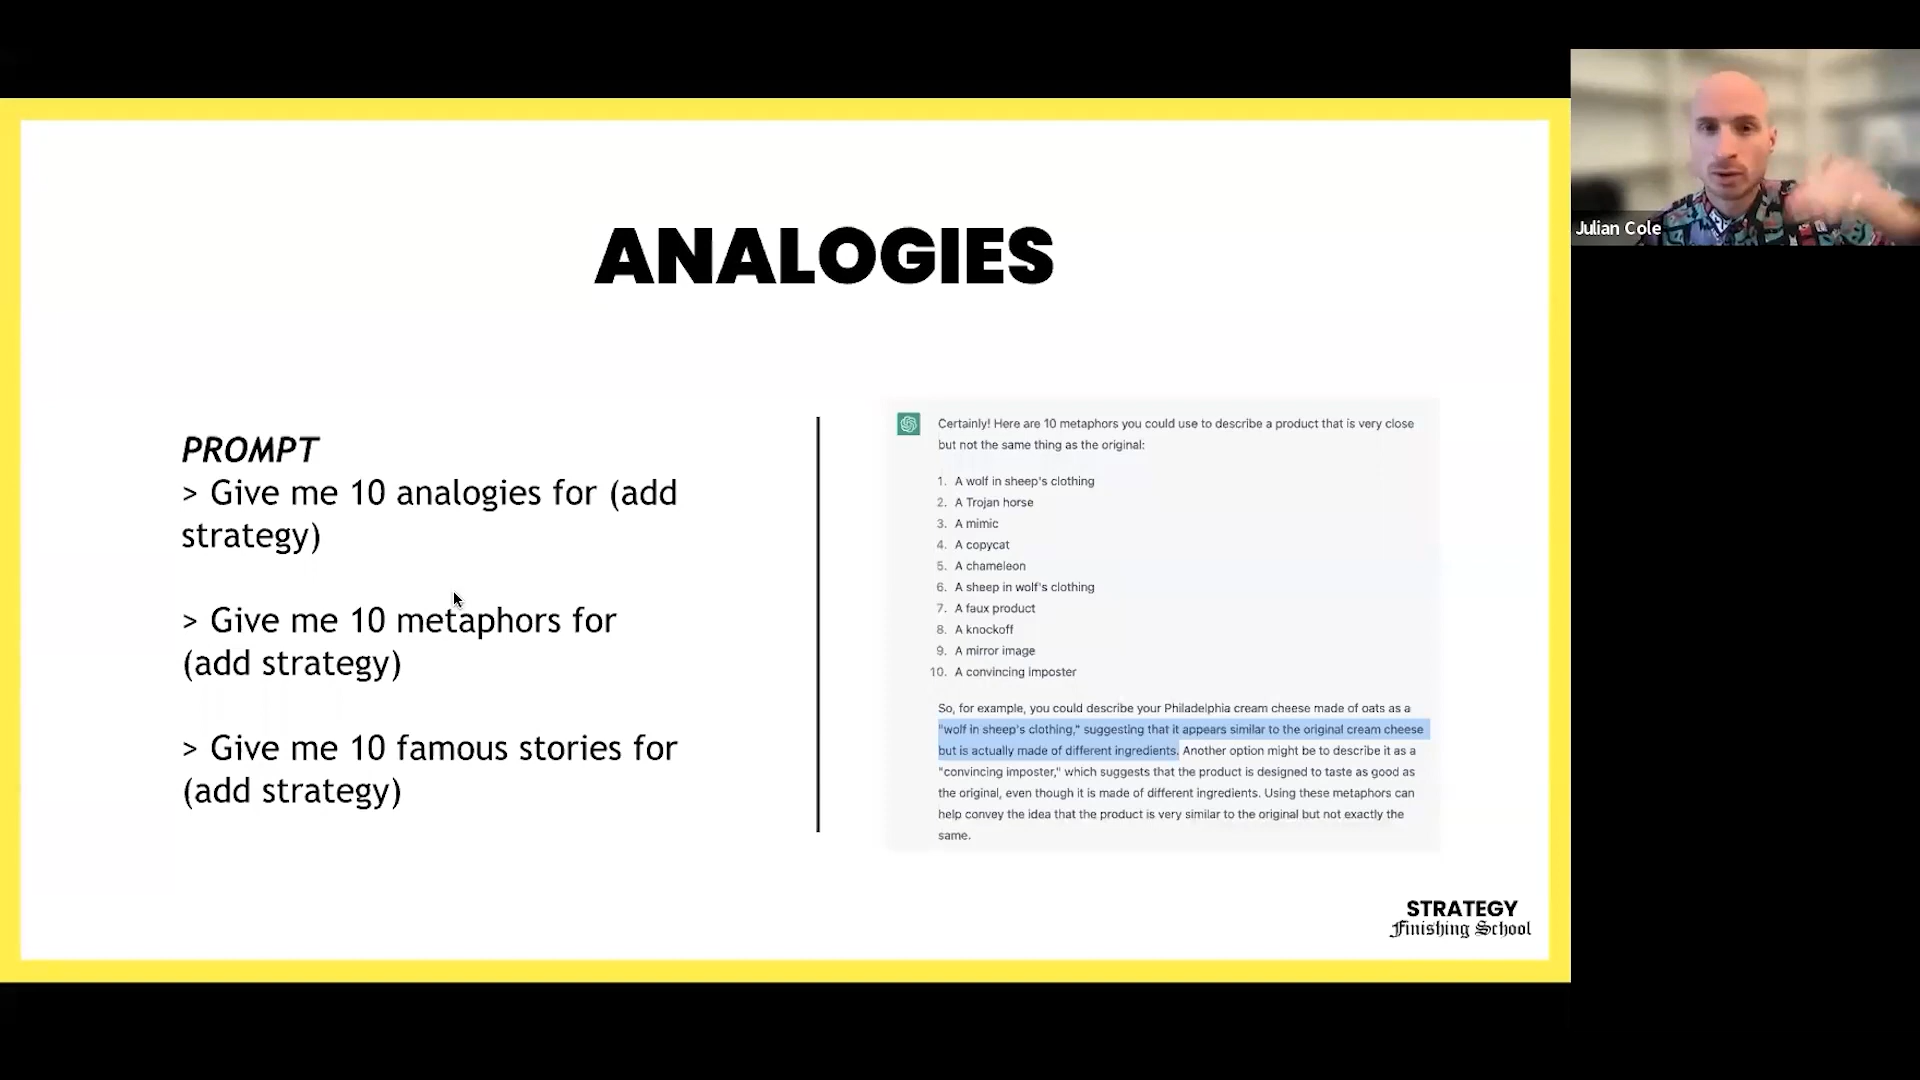 ANALOGIES
PROMPT
> Give me 10 analogies for (add
strategy)
> Give me 10 metaphors for
(add strategy)
> Give me 10 famous stories for
(add strategy)
Certainly! Here are 10 metaphors you could use to describe a product that is very close
but not the same thing as the original:
1. A wolf in sheep's clothing
2. A Trojan horse
3. A mimic
4. A copycat
5. A chameleon
6. A sheep in wolf's clothing
7. A faux product
8. A knockoff
9. A mirror image
10. A convincing imposter
So, for example, you could describe your Philadelphia cream cheese made of oats as a
"wolf in sheep's clothing," suggesting that it appears similar to the original cream cheese
but is actually made of different ingredients. Another option might be to describe it as a
"convincing imposter," which suggests that the product is designed to taste as good as
the original, even though it is made of different ingredients. Using these metaphors can
help convey the idea that the product is very similar to the original but not exactly the
same.
STRATEGY
Finishing School
Julian Cole